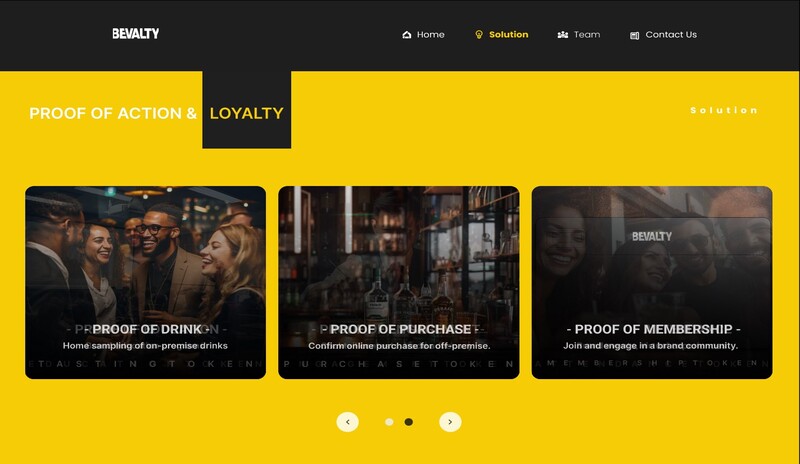 BEVALTY
Home
Solution
Team
Contact Us
PROOF OF ACTION & LOYALTY
Solution
- PROOF OF DRINK -
Home sampling of on-premise drinks
- PROOF OF PURCHASE -
Confirm online purchase for off-premise.
PURCHASE TOKEN
BEVALTY
- PROOF OF MEMBERSHIP -
Join and engage in a brand community.
MEMBERSHIP TOKEN